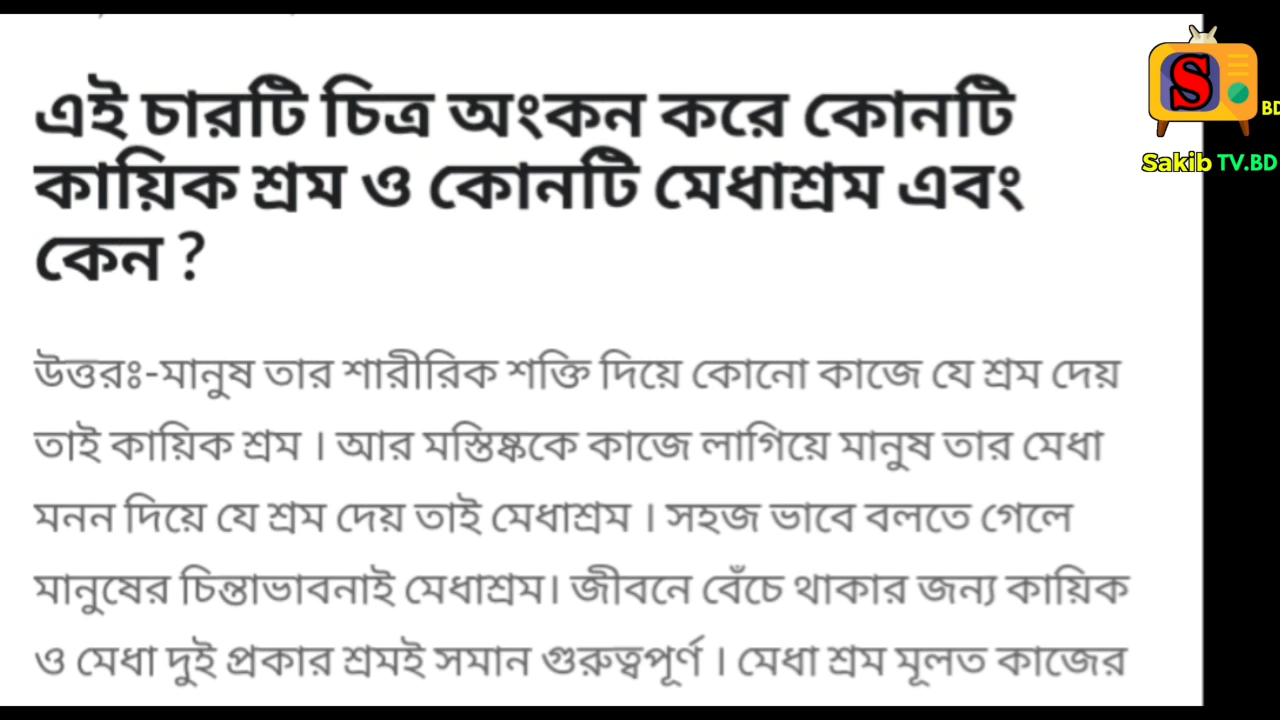 এই চারটি চিত্র অংকন করে কোনটি
কায়িক শ্রম ও কোনটি মেধাশ্রম এবং
কেন ?
উত্তরঃ-মানুষ তার শারীরিক শক্তি দিয়ে কোনো কাজে যে শ্রম দেয়
তাই কায়িক শ্রম । আর মস্তিষ্ককে কাজে লাগিয়ে মানুষ তার মেধা
মনন দিয়ে যে শ্রম দেয় তাই মেধাশ্রম । সহজ ভাবে বলতে গেলে
মানুষের চিন্তাভাবনাই মেধাশ্রম। জীবনে বেঁচে থাকার জন্য কায়িক
ও মেধা দুই প্রকার শ্রমই সমান গুরুত্বপূর্ণ । মেধা শ্রম মূলত কাজের
S
BD
Sakib TV.BD